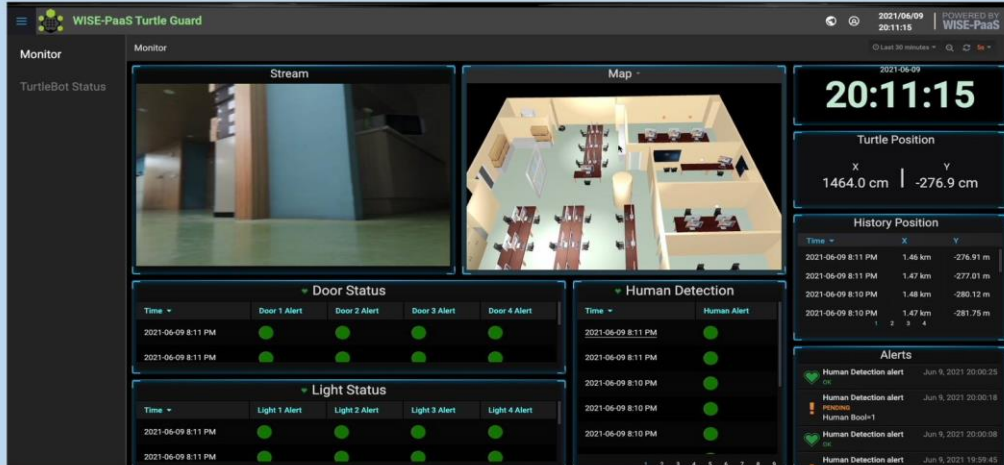 WISE-PaaS Turtle Guard
2021/06/09
20:11:15
POWERED BY
WISE-PaaS
Monitor
TurtleBot Status
Monitor
Last 30 minutes
5s
Stream
Map
2021-06-09
20:11:15
Turtle Position
X
1464.0 cm
Y
-276.9 cm
History Position
Time X Y
2021-06-09 8:11 PM 1.46 km -276.91 m
2021-06-09 8:11 PM 1.47 km -277.01 m
2021-06-09 8:10 PM 1.48 km -280.12 m
2021-06-09 8:10 PM 1.47 km -281.75 m
1 2 3 4
Door Status
Time Door 1 Alert Door 2 Alert Door 3 Alert Door 4 Alert
2021-06-09 8:11 PM
2021-06-09 8:11 PM
Light Status
Time Light 1 Alert Light 2 Alert Light 3 Alert Light 4 Alert
2021-06-09 8:11 PM
2021-06-09 8:11 PM
Human Detection
Time Human Alert
2021-06-09 8:11 PM
2021-06-09 8:11 PM
2021-06-09 8:10 PM
2021-06-09 8:10 PM
2021-06-09 8:10 PM
Alerts
Human Detection alert Jun 9, 2021 20:00:25
OK
Human Detection alert Jun 9, 2021 20:00:18
PENDING
Human Bool=1
Human Detection alert Jun 9, 2021 20:00:08
OK
Human Detection alert Jun 9, 2021 19:59:45